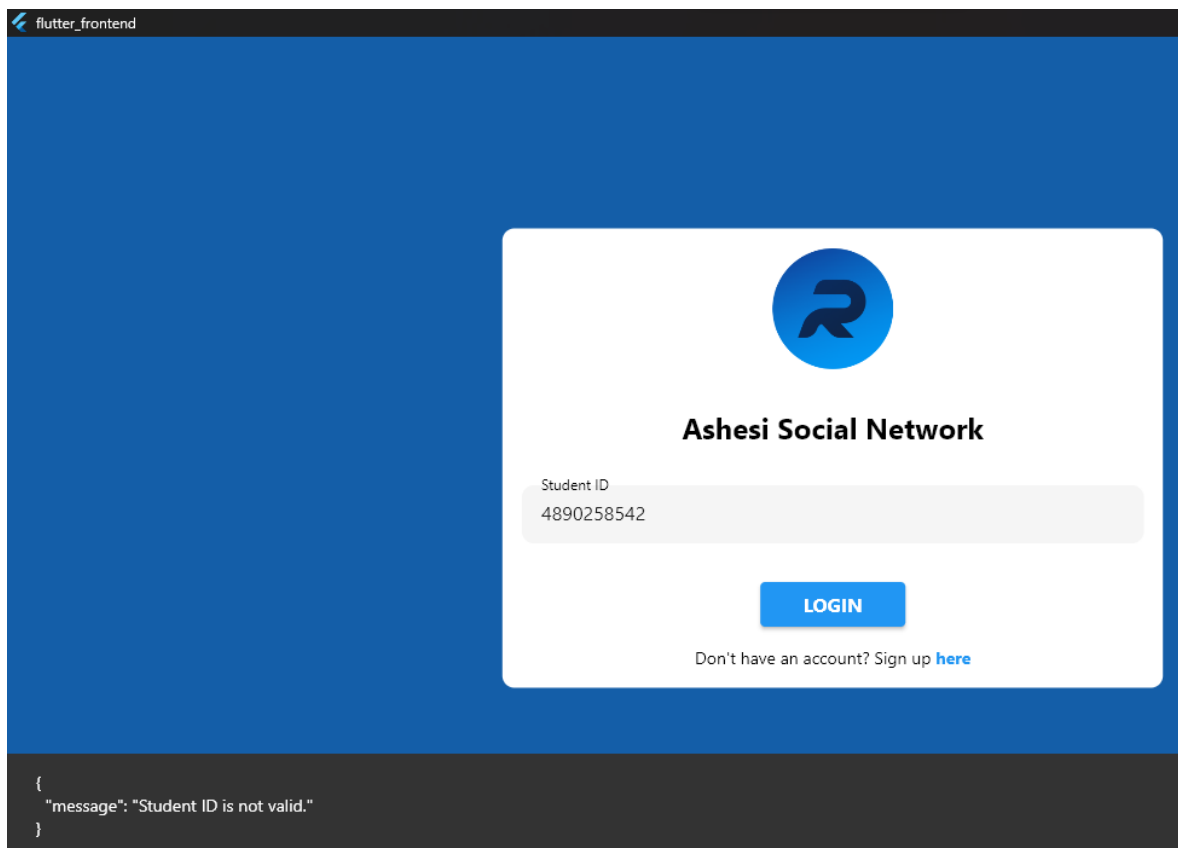 flutter_frontend
Ashesi Social Network
Student ID
4890258542
LOGIN
Don't have an account? Sign up here
{
"message": "Student ID is not valid."
}